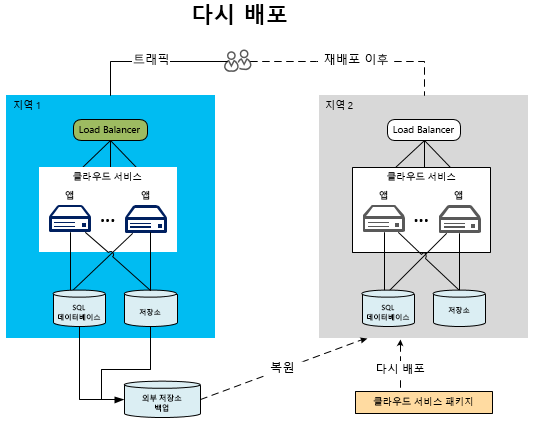 다시 배포
트래픽
재배포 이후
지역 1
Load Balancer
클라우드 서비스
앱
앱
...
SQL
데이터베이스
저장소
외부 저장소
백업
지역 2
Load Balancer
클라우드 서비스
앱
앱
...
SQL
데이터베이스
저장소
복원
다시 배포
클라우드 서비스 패키지